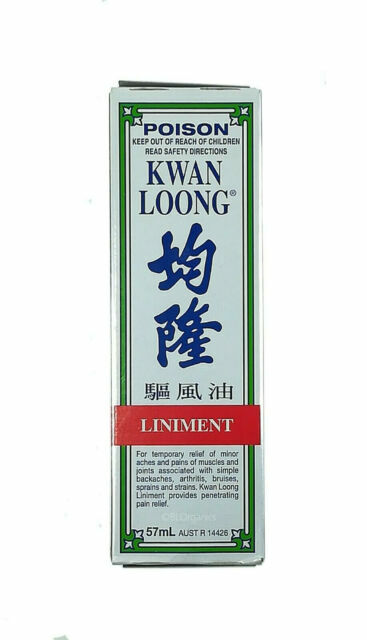 POISON
KEEP OUT OF REACH OF CHILDREN
READ SAFETY DIRECTIONS
KWAN
LOONG®
均
隆
驅風油
LINIMENT
For temporary relief of minor
aches and pains of muscles and
joints associated with simple
backaches, arthritis, bruises,
sprains and strains. Kwan Loong
Liniment provides penetrating
pain relief.
©BLOrganics
57mL AUST R 14426